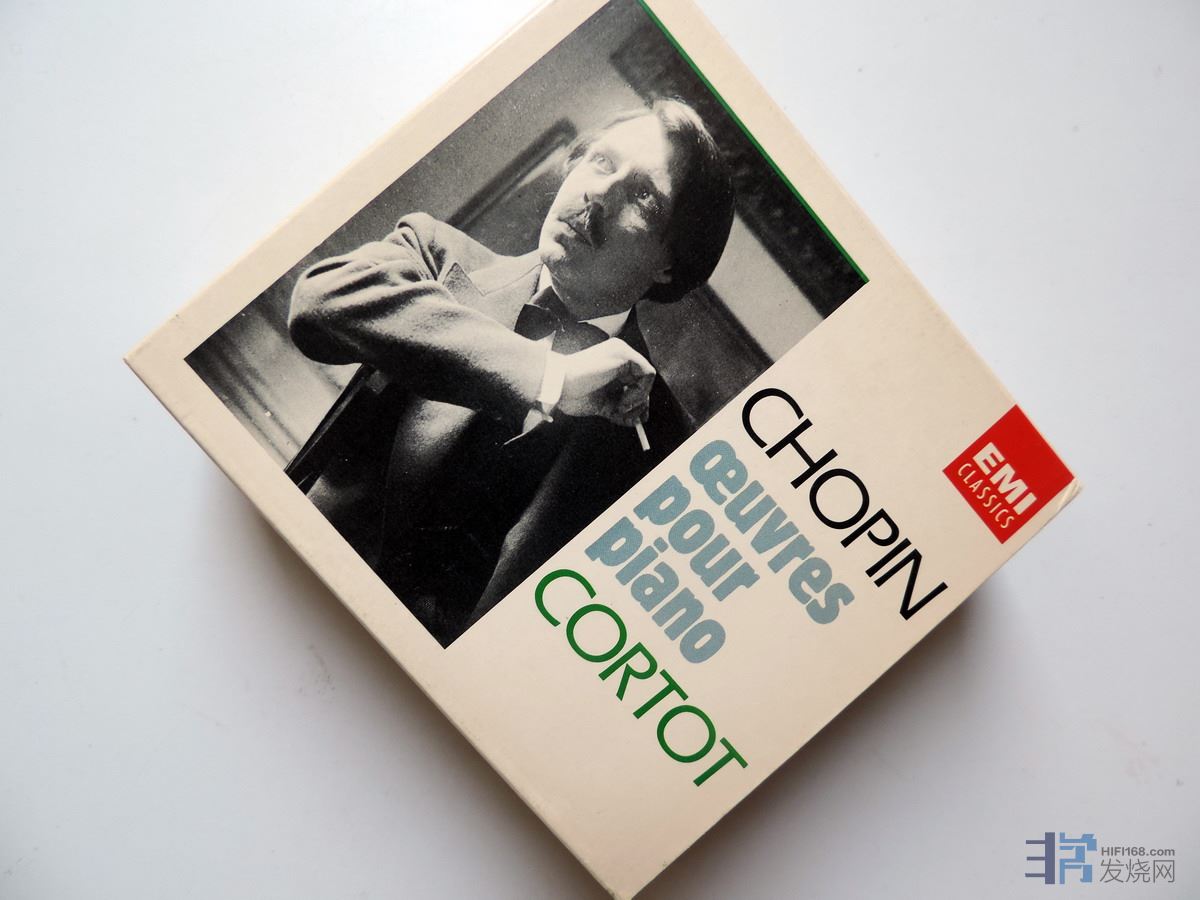 CHOPIN
œuvres
pour
piano
CORTOT
EMI
CLASSICS
HIFI168.com
发烧网